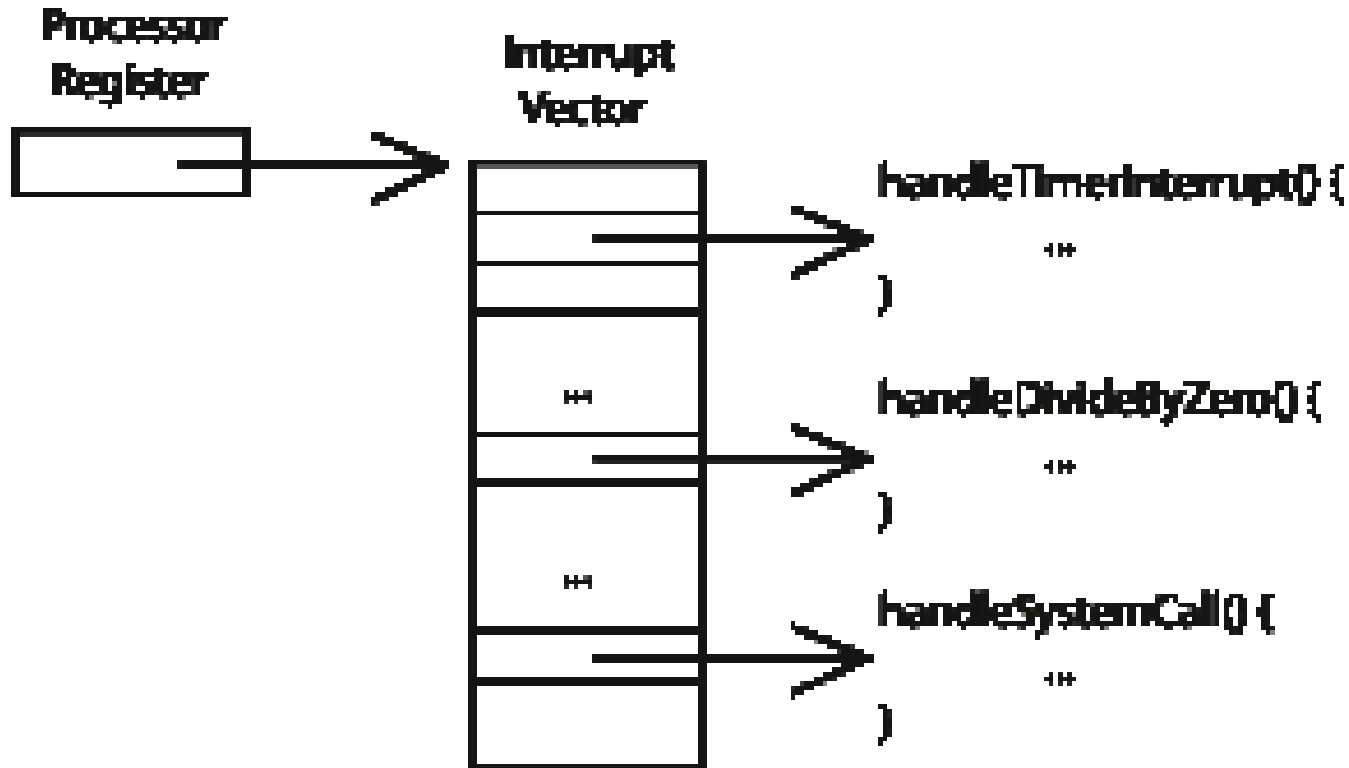 Processor
Register
Interrupt
Vector
handleTimerInterrupt() {
...
}
...
handleDivideByZero() {
...
}
...
handleSystemCall() {
...
}